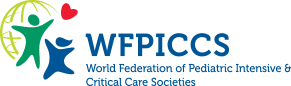 WFPICCS
World Federation of Pediatric Intensive &
Critical Care Societies